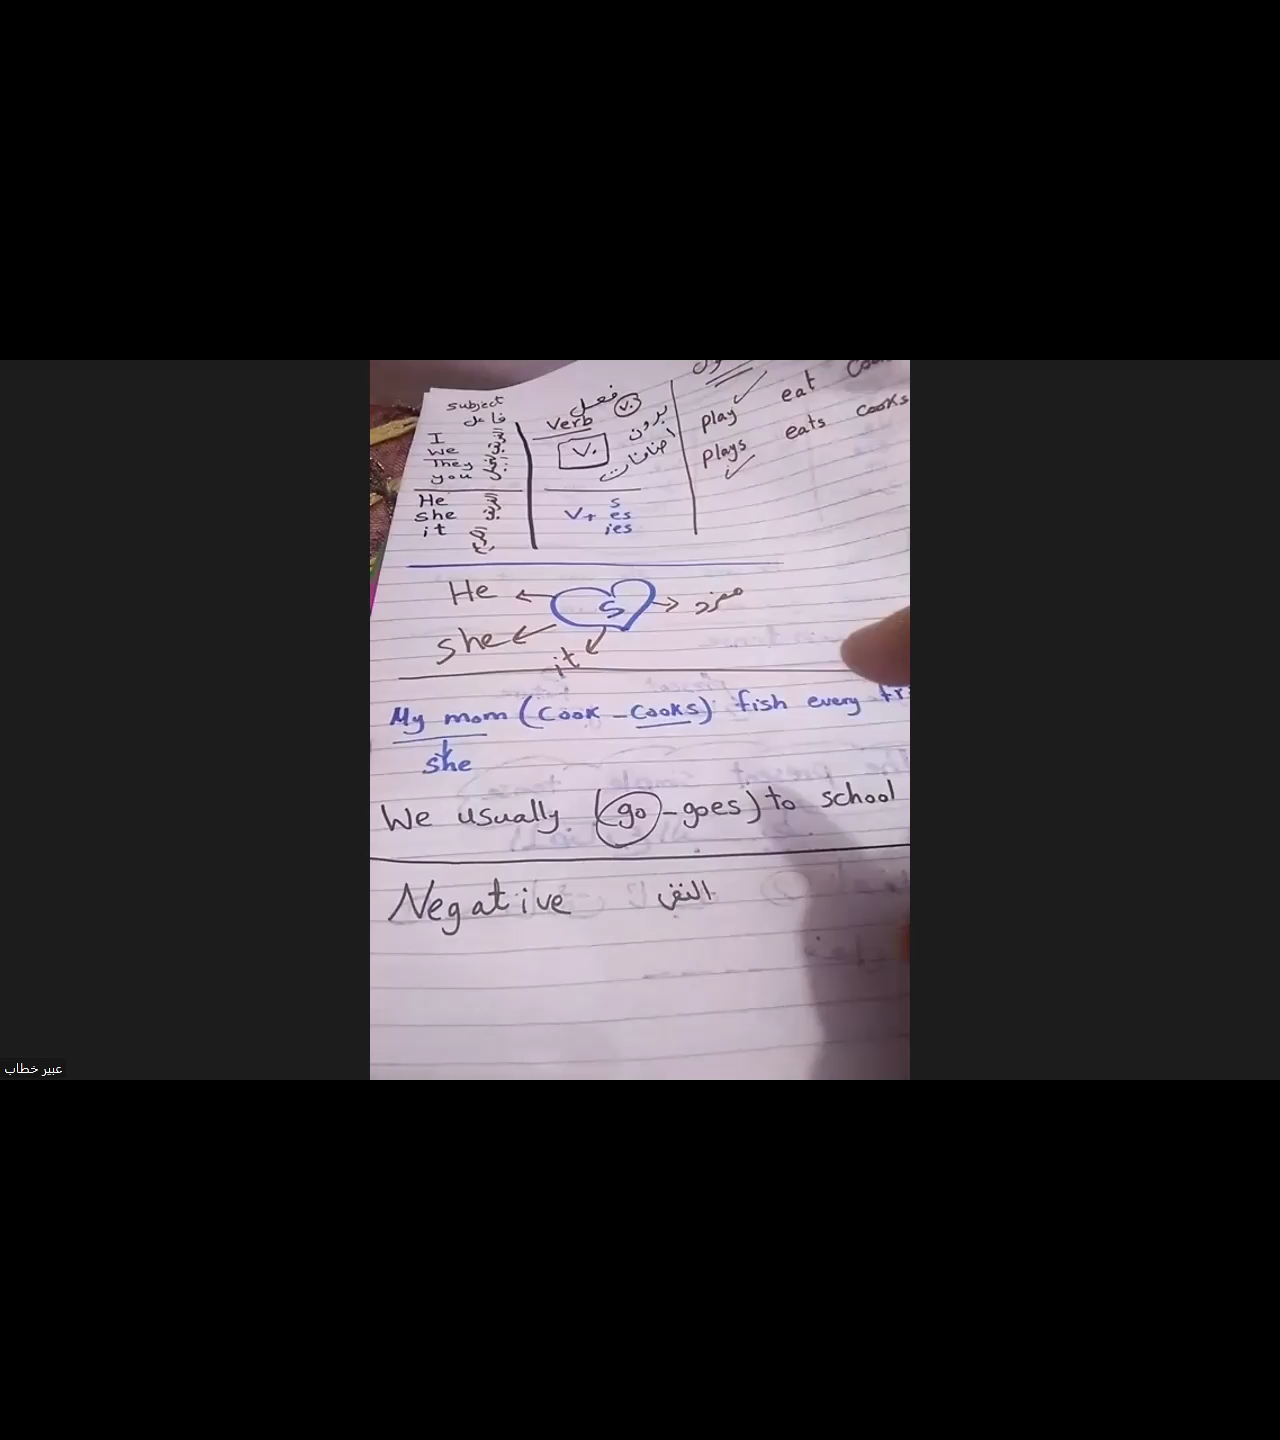 subject فعل v.
فاعل Verb بدون
I V. اضافات
we
They
you
He s
she V+ es
it ies
play eat
plays eats cooks
He s مفرد
she it
My mom (Cook - Cooks) fish every
she
We usually (go - goes) to school
Negative النفى
عبير خطاب